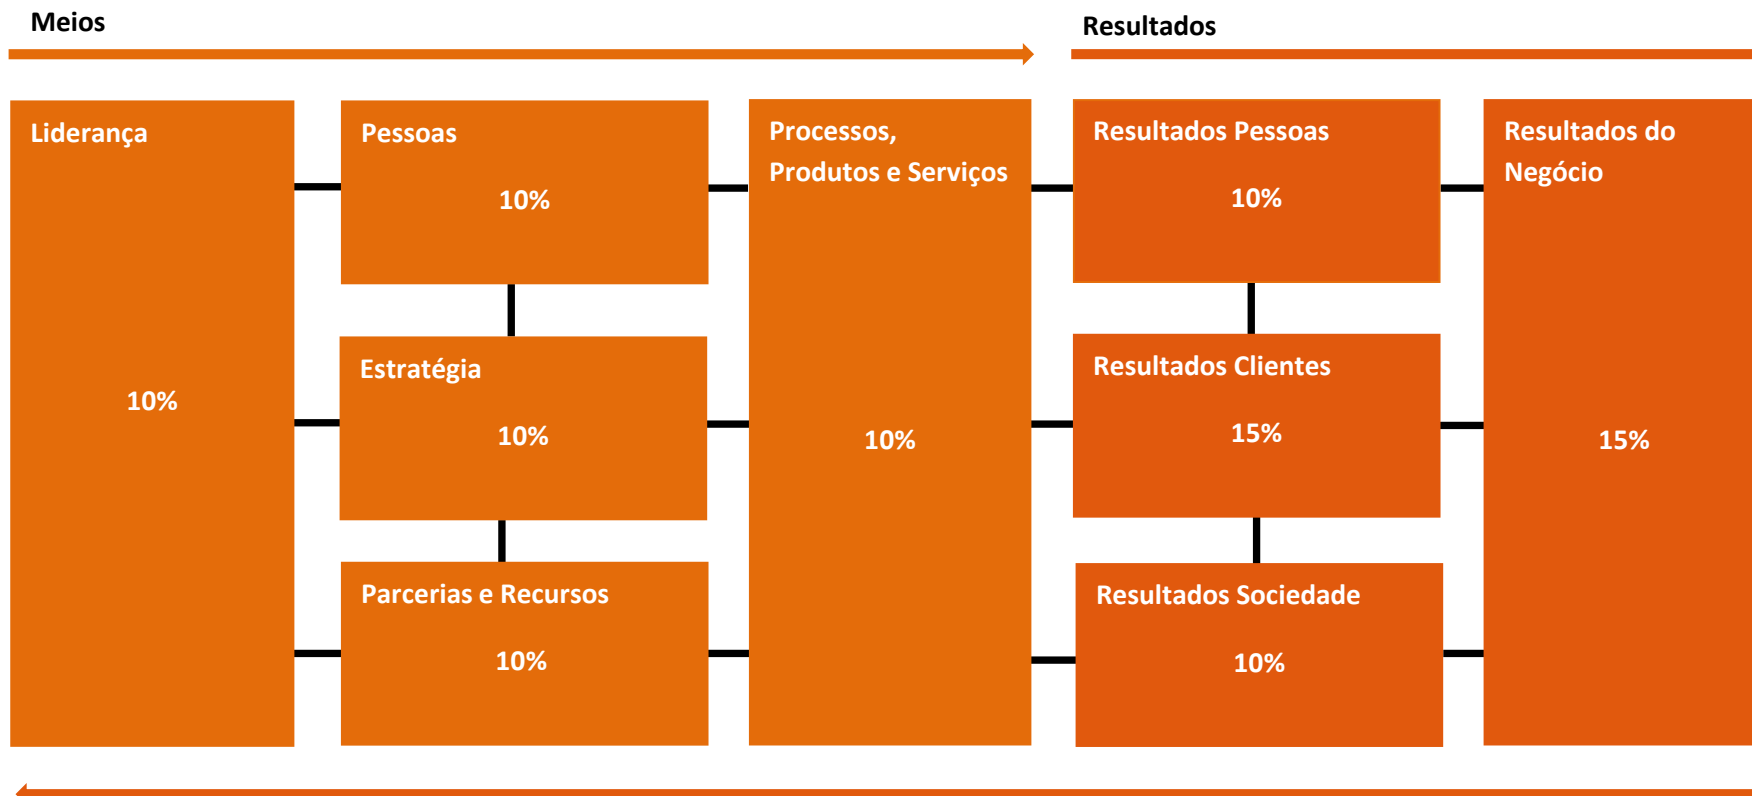 Meios
Resultados
Liderança
10%
Pessoas
10%
Estratégia
10%
Parcerias e Recursos
10%
Processos,
Produtos e Serviços
10%
Resultados Pessoas
10%
Resultados Clientes
15%
Resultados Sociedade
10%
Resultados do
Negócio
15%